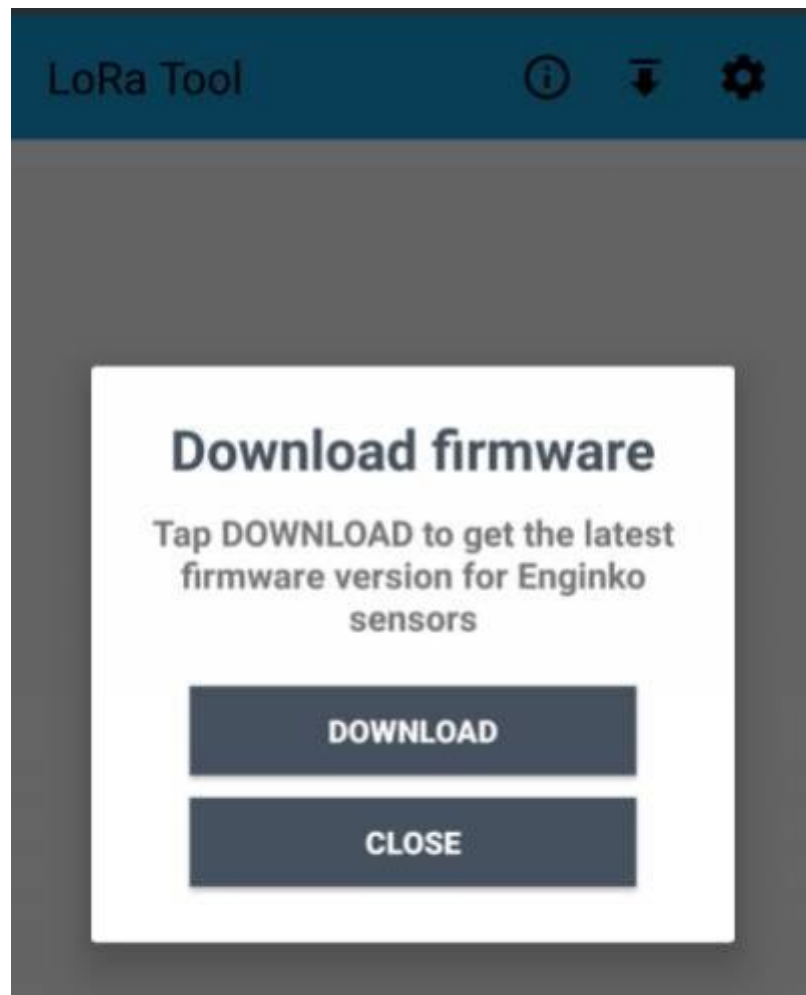 LoRa Tool
Download firmware
Tap DOWNLOAD to get the latest
firmware version for Enginko
sensors
DOWNLOAD
CLOSE